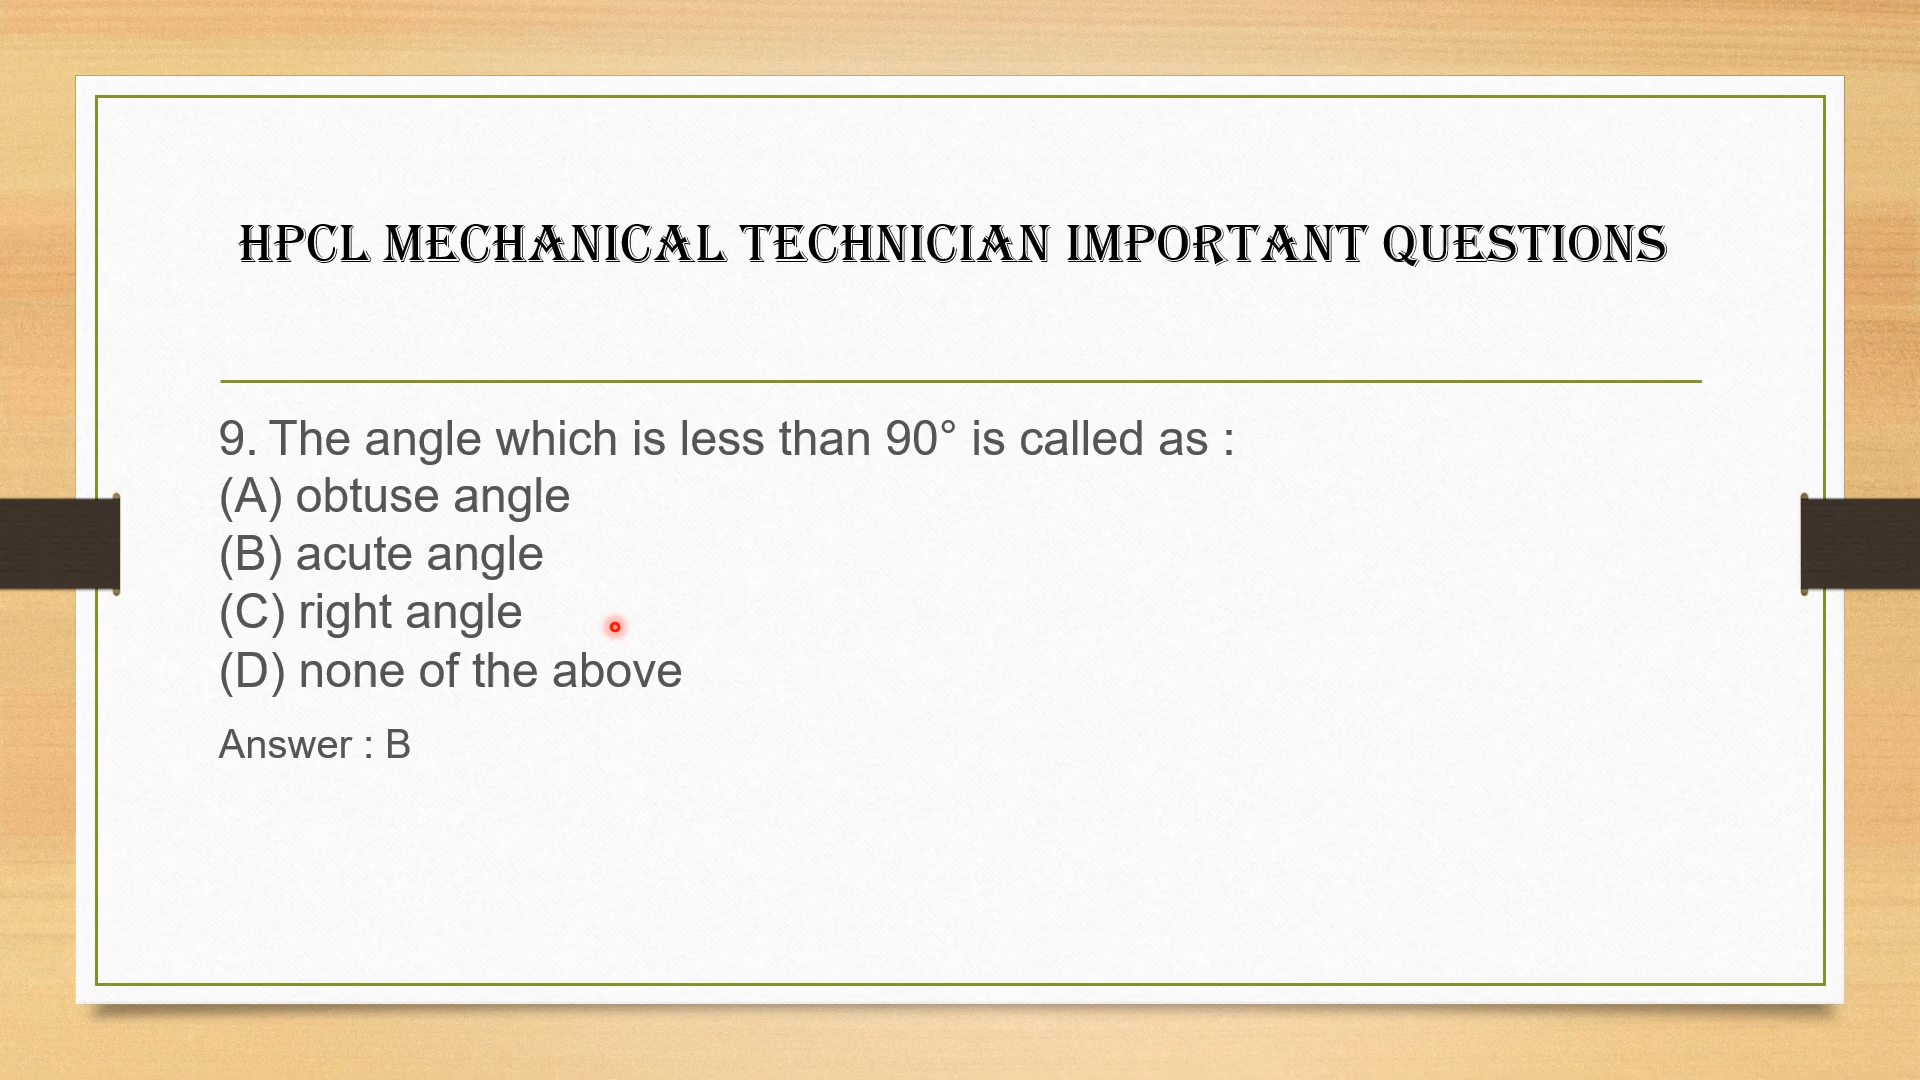 HPCL MECHANICAL TECHNICIAN IMPORTANT QUESTIONS
9. The angle which is less than 90° is called as :
(A) obtuse angle
(B) acute angle
(C) right angle
(D) none of the above
Answer : B